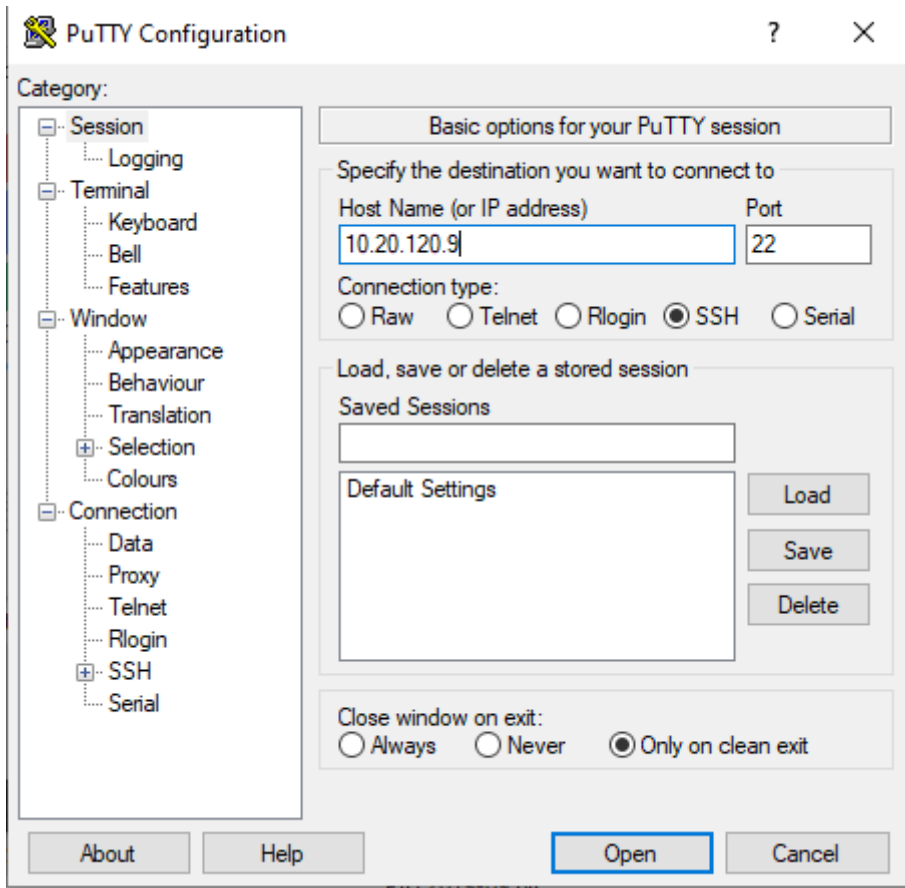 PuTTY Configuration
?
Category:
Session
Logging
Terminal
Keyboard
Bell
Features
Window
Appearance
Behaviour
Translation
Selection
Colours
Connection
Data
Proxy
Telnet
Rlogin
SSH
Serial
Basic options for your PuTTY session
Specify the destination you want to connect to
Host Name (or IP address) Port
10.20.120.9 22
Connection type:
Raw Telnet Rlogin SSH Serial
Load, save or delete a stored session
Saved Sessions
Default Settings
Load
Save
Delete
Close window on exit:
Always Never Only on clean exit
About Help Open Cancel